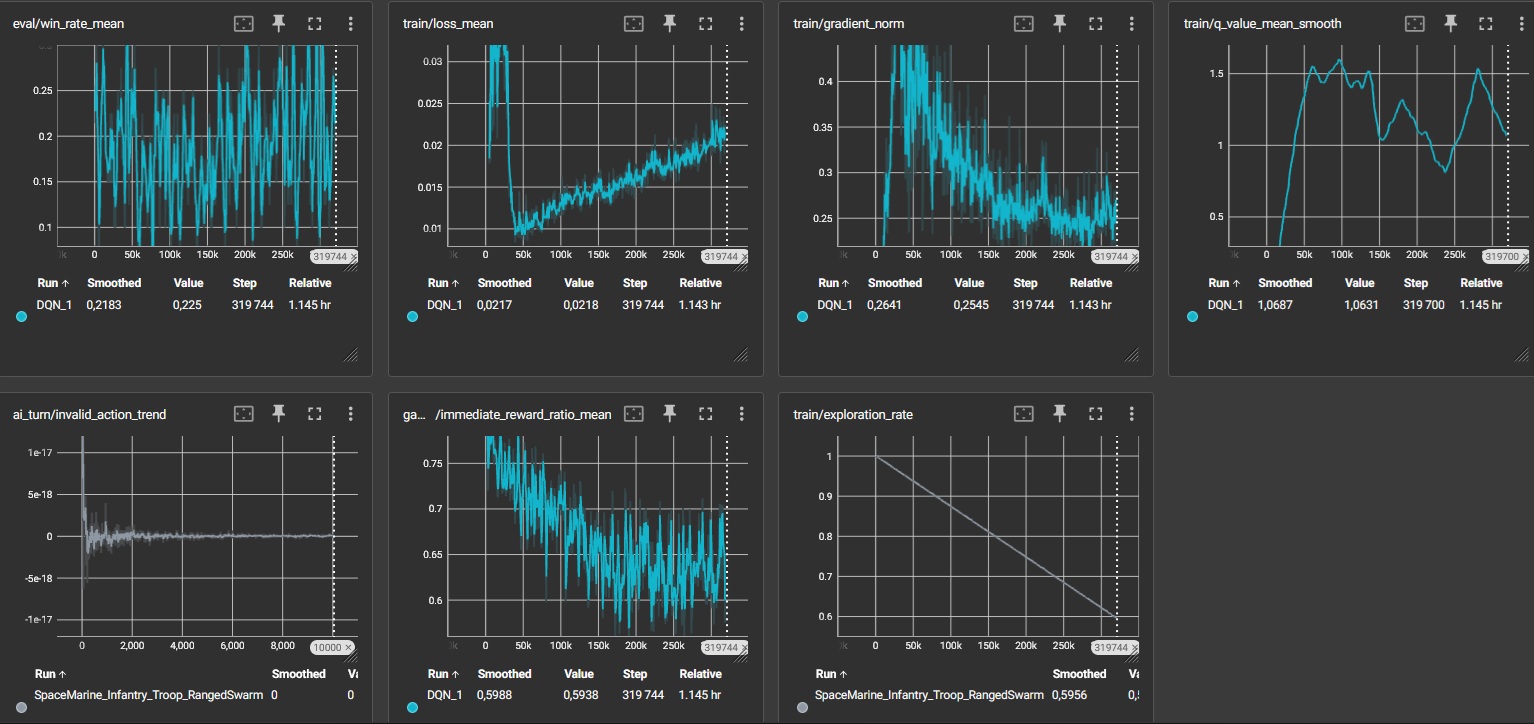 eval/win_rate_mean
0.25
0.2
0.15
0.1
0 50k 100k 150k 200k 250k 319744
Run ↑ Smoothed Value Step Relative
DQN_1 0,2183 0,225 319 744 1.145 hr
train/loss_mean
0.03
0.025
0.02
0.015
0.01
0 50k 100k 150k 200k 250k 319744
Run ↑ Smoothed Value Step Relative
DQN_1 0,0217 0,0218 319 744 1.143 hr
train/gradient_norm
0.4
0.35
0.3
0.25
0 50k 100k 150k 200k 250k 319744
Run ↑ Smoothed Value Step Relative
DQN_1 0,2641 0,2545 319 744 1.143 hr
train/q_value_mean_smooth
1.5
1
0.5
0 50k 100k 150k 200k 250k 319700
Run ↑ Smoothed Value Step Relative
DQN_1 1,0687 1,0631 319 700 1.145 hr
ai_turn/invalid_action_trend
1e-17
5e-18
0
-5e-18
-1e-17
0 2,000 4,000 6,000 8,000 10000
Run ↑ Smoothed Va
SpaceMarine_Infantry_Troop_RangedSwarm 0 0
ga... /immediate_reward_ratio_mean
0.75
0.7
0.65
0.6
0 50k 100k 150k 200k 250k 319744
Run ↑ Smoothed Value Step Relative
DQN_1 0,5988 0,5938 319 744 1.145 hr
train/exploration_rate
1
0.9
0.8
0.7
0.6
0 50k 100k 150k 200k 250k 319744
Run ↑ Smoothed Va
SpaceMarine_Infantry_Troop_RangedSwarm 0,5956